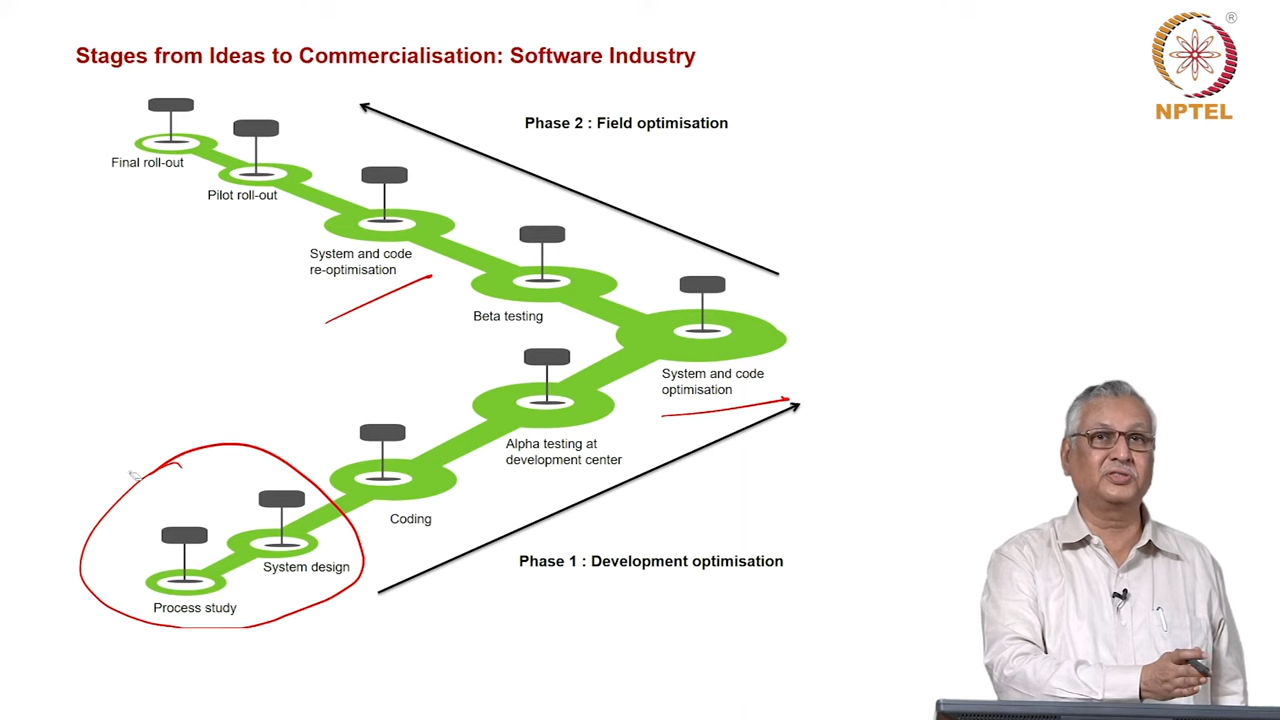 Stages from Ideas to Commercialisation: Software Industry
®
NPTEL
Phase 2 : Field optimisation
Final roll-out
Pilot roll-out
System and code
re-optimisation
Beta testing
System and code
optimisation
Alpha testing at
development center
Coding
System design
Process study
Phase 1 : Development optimisation